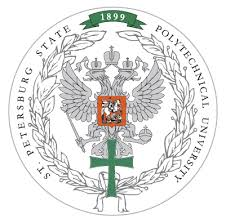 1899
ST PETERSBURG STATE POLYTECHNICAL UNIVERSITY